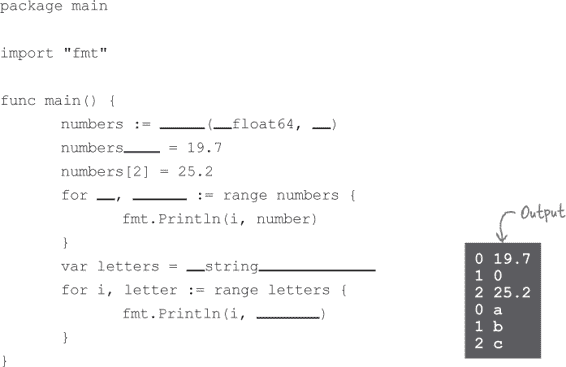 package main
import "fmt"
func main() {
numbers := _____(__float64, __)
numbers____ = 19.7
numbers[2] = 25.2
for __, ______ := range numbers {
fmt.Println(i, number)
}
var letters = __string_____________
for i, letter := range letters {
fmt.Println(i, _______)
}
}
Output
0 19.7
1 0
2 25.2
0 a
1 b
2 c